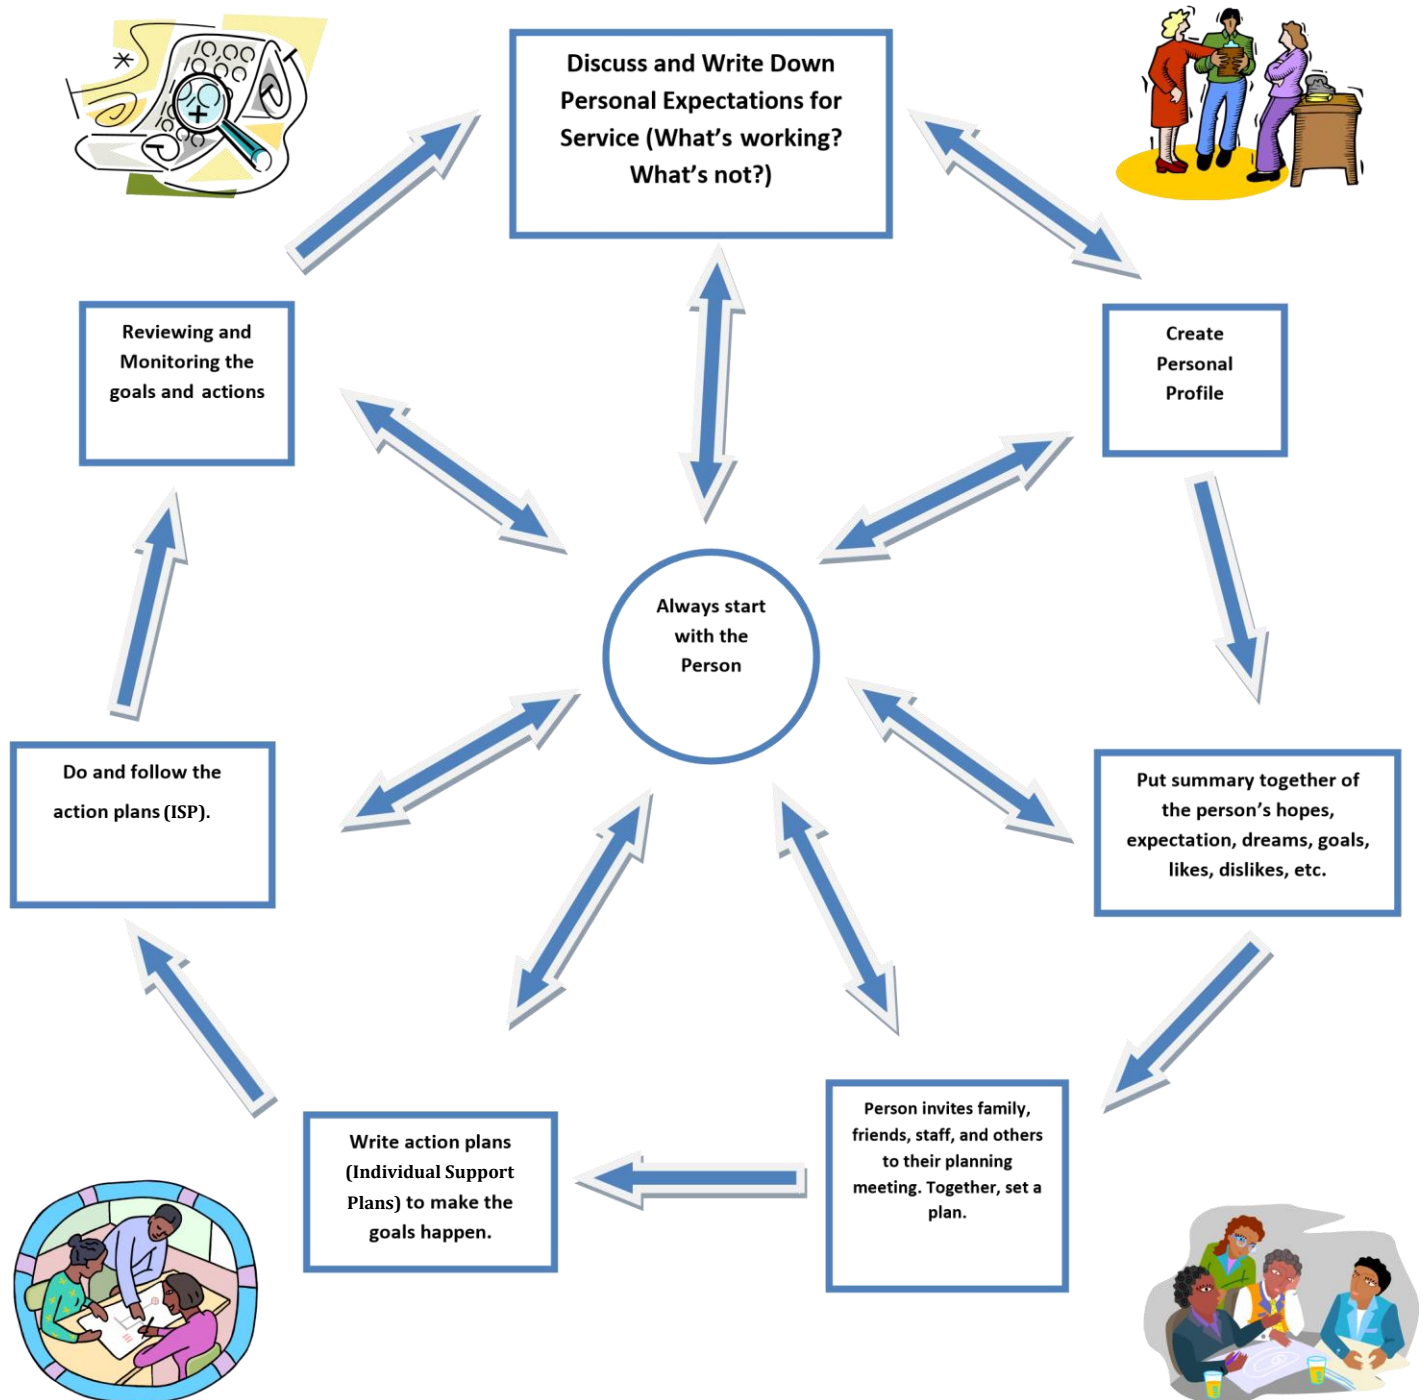 Discuss and Write Down
Personal Expectations for
Service (What’s working?
What’s not?)
Create
Personal
Profile
Put summary together of
the person’s hopes,
expectation, dreams, goals,
likes, dislikes, etc.
Person invites family,
friends, staff, and others
to their planning
meeting. Together, set a
plan.
Write action plans
(Individual Support
Plans) to make the
goals happen.
Do and follow the
action plans (ISP).
Reviewing and
Monitoring the
goals and actions
Always start
with the
Person